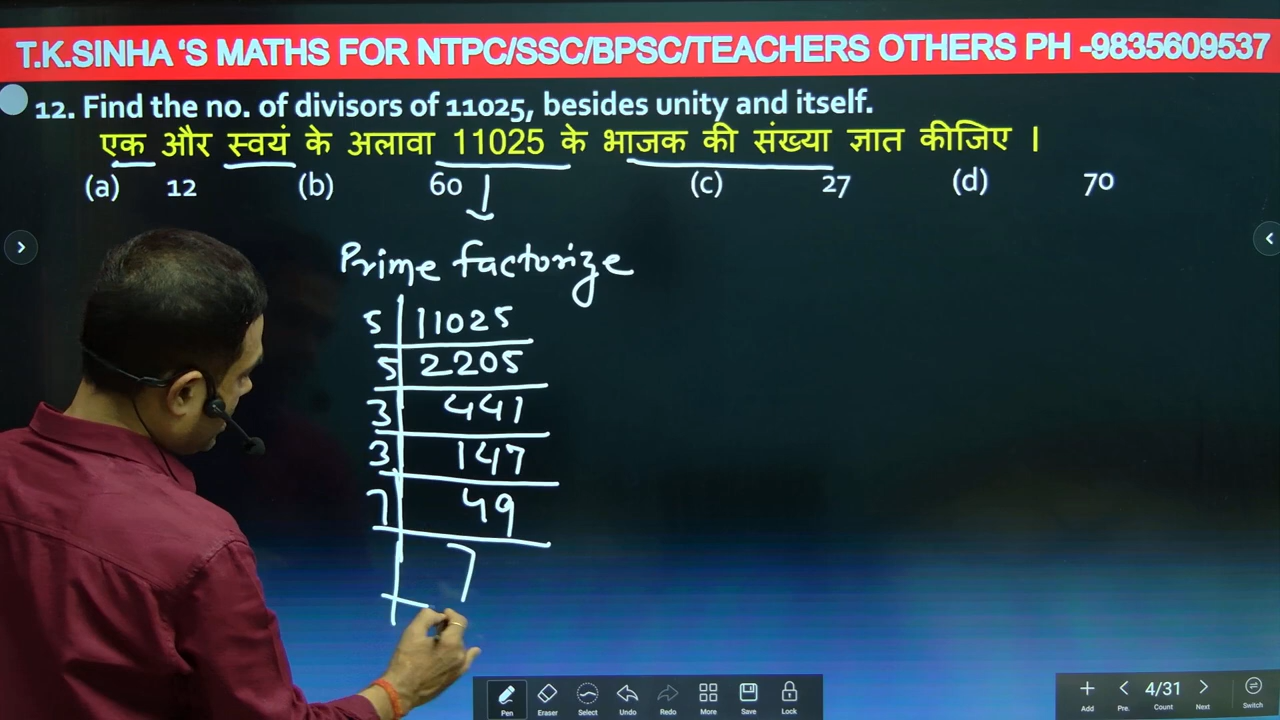 T.K.SINHA 'S MATHS FOR NTPC/SSC/BPSC/TEACHERS OTHERS PH -9835609537
12. Find the no. of divisors of 11025, besides unity and itself.
एक और स्वयं के अलावा 11025 के भाजक की संख्या ज्ञात कीजिए ।
(a) 12 (b) 60 (c) 27 (d) 70
Prime factorize
5 11025
5 2205
3 441
3 147
7 49
7
Pen Eraser Select Undo Redo More Save Lock
+ < 4/31 >
Add Pre. Count Next Switch